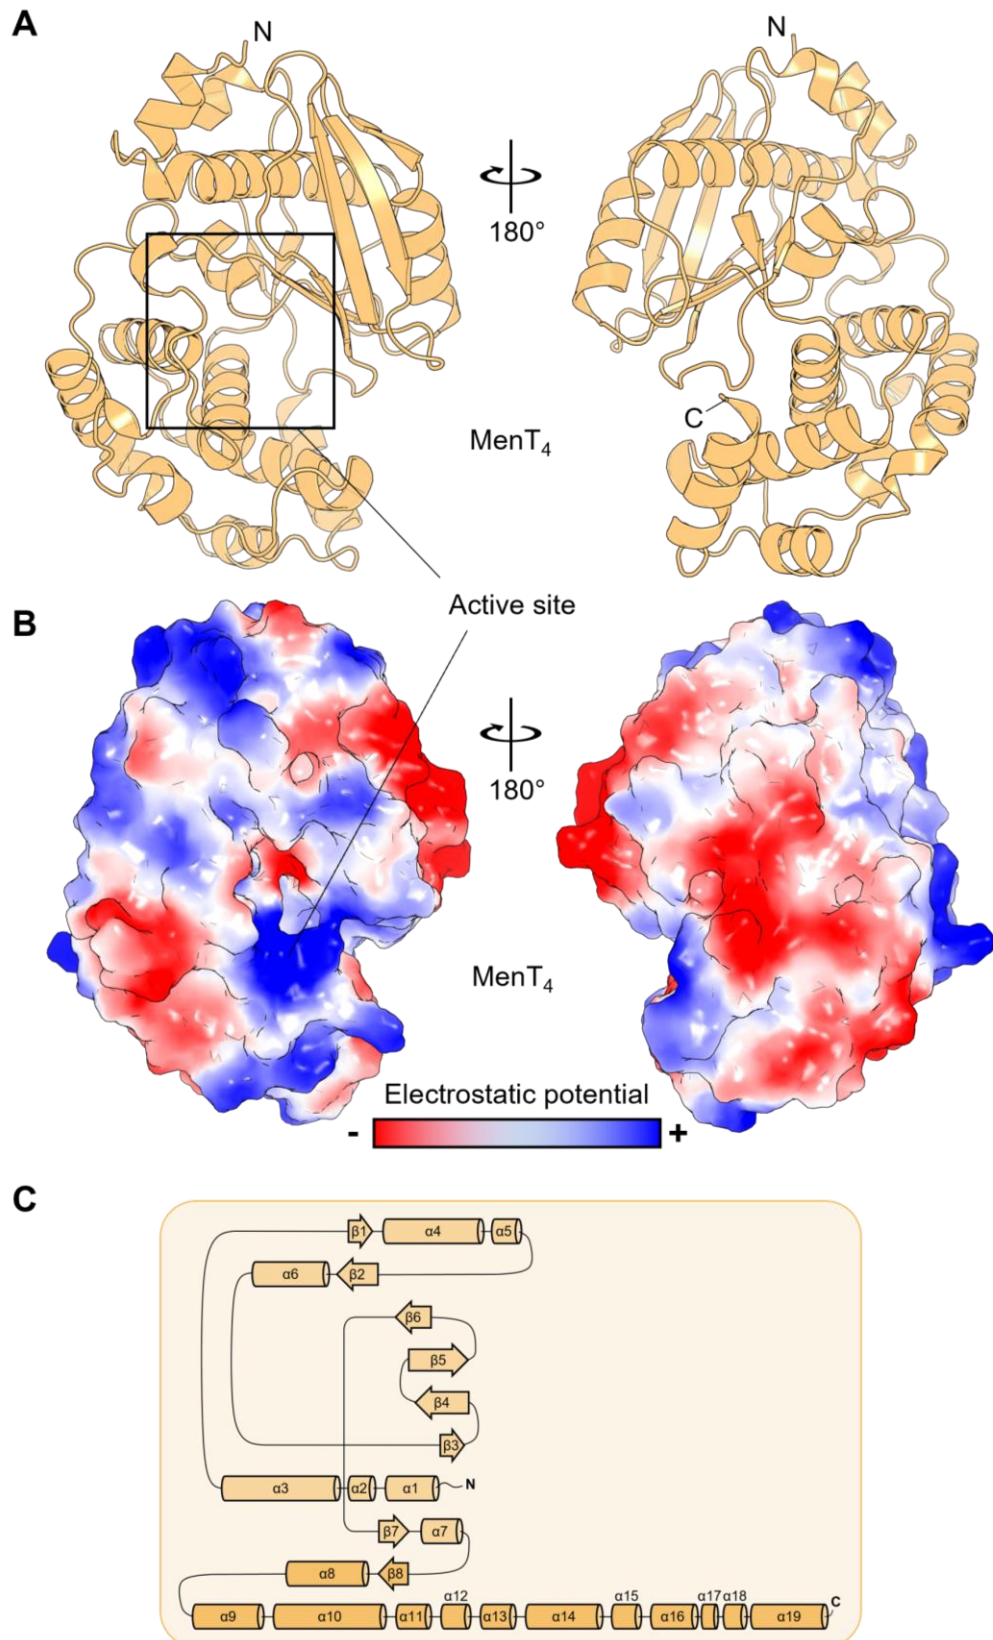 A
N
N
180°
C
MenT₄
Active site
B
180°
MenT₄
Electrostatic potential
- +
C
β1 α4 α5
α6 β2
β6
β5
β4
β3
α3 α2 α1 N
β7 α7
α8 β8
α12 α15 α17 α18 C
α9 α10 α11 α13 α14 α16 α19